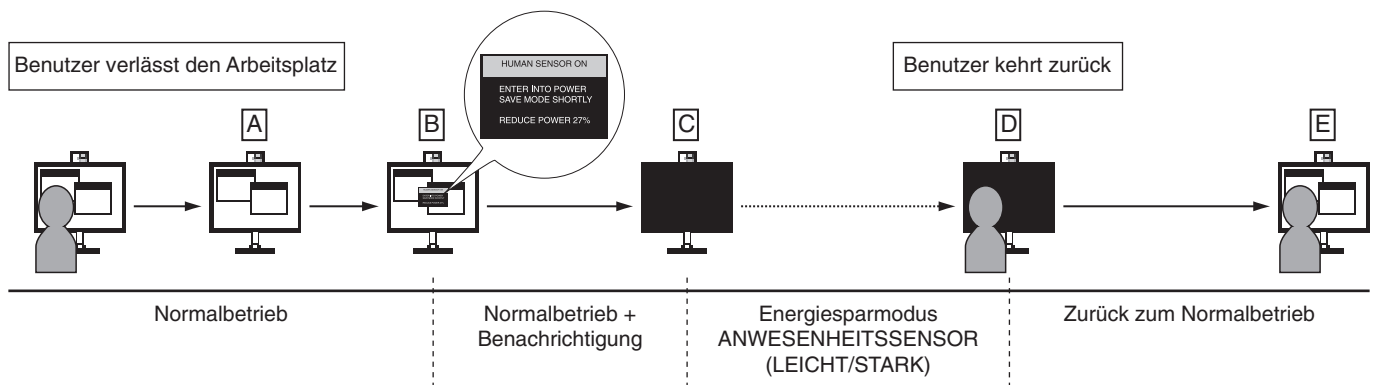 Benutzer verlässt den Arbeitsplatz
HUMAN SENSOR ON
ENTER INTO POWER
SAVE MODE SHORTLY
REDUCE POWER 27%
Benutzer kehrt zurück
A
B
C
D
E
Normalbetrieb
Normalbetrieb +
Benachrichtigung
Energiesparmodus
ANWESENHEITSSENSOR
(LEICHT/STARK)
Zurück zum Normalbetrieb